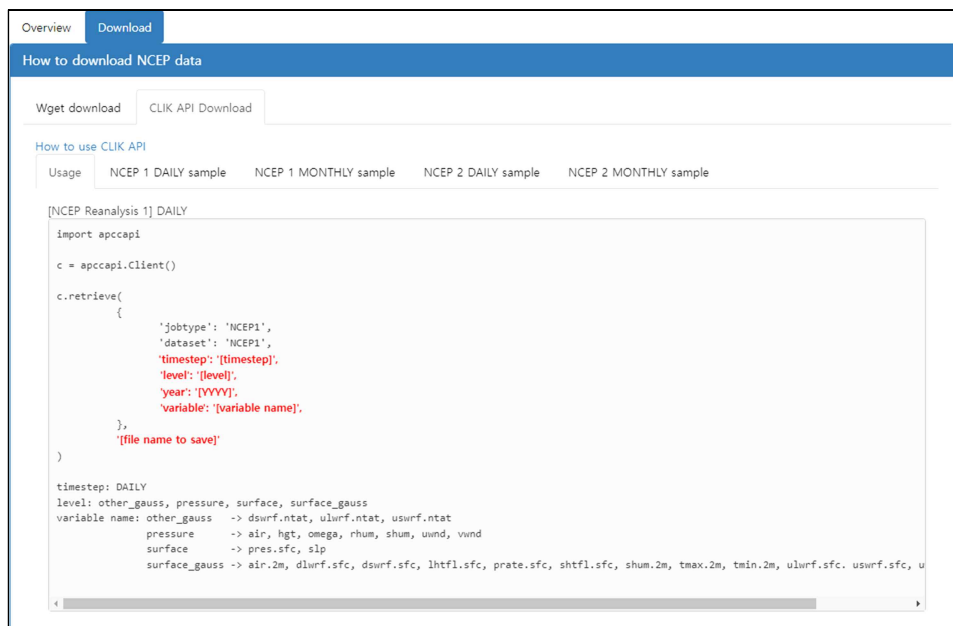 Overview Download
How to download NCEP data
Wget download CLIK API Download
How to use CLIK API
Usage NCEP 1 DAILY sample NCEP 1 MONTHLY sample NCEP 2 DAILY sample NCEP 2 MONTHLY sample
[NCEP Reanalysis 1] DAILY
import apccapi
c = apccapi.Client()
c.retrieve(
{
'jobtype': 'NCEP1',
'dataset': 'NCEP1',
'timestep': '[timestep]',
'level': '[level]',
'year': '[YYYY]',
'variable': '[variable name]',
},
'[file name to save]'
)
timestep: DAILY
level: other_gauss, pressure, surface, surface_gauss
variable name: other_gauss -> dswrf.ntat, ulwrf.ntat, uswrf.ntat
pressure -> air, hgt, omega, rhum, shum, uwnd, vwnd
surface -> pres.sfc, slp
surface_gauss -> air.2m, dlwrf.sfc, dswrf.sfc, lhtfl.sfc, prate.sfc, shtfl.sfc, shum.2m, tmax.2m, tmin.2m, ulwrf.sfc. uswrf.sfc, u